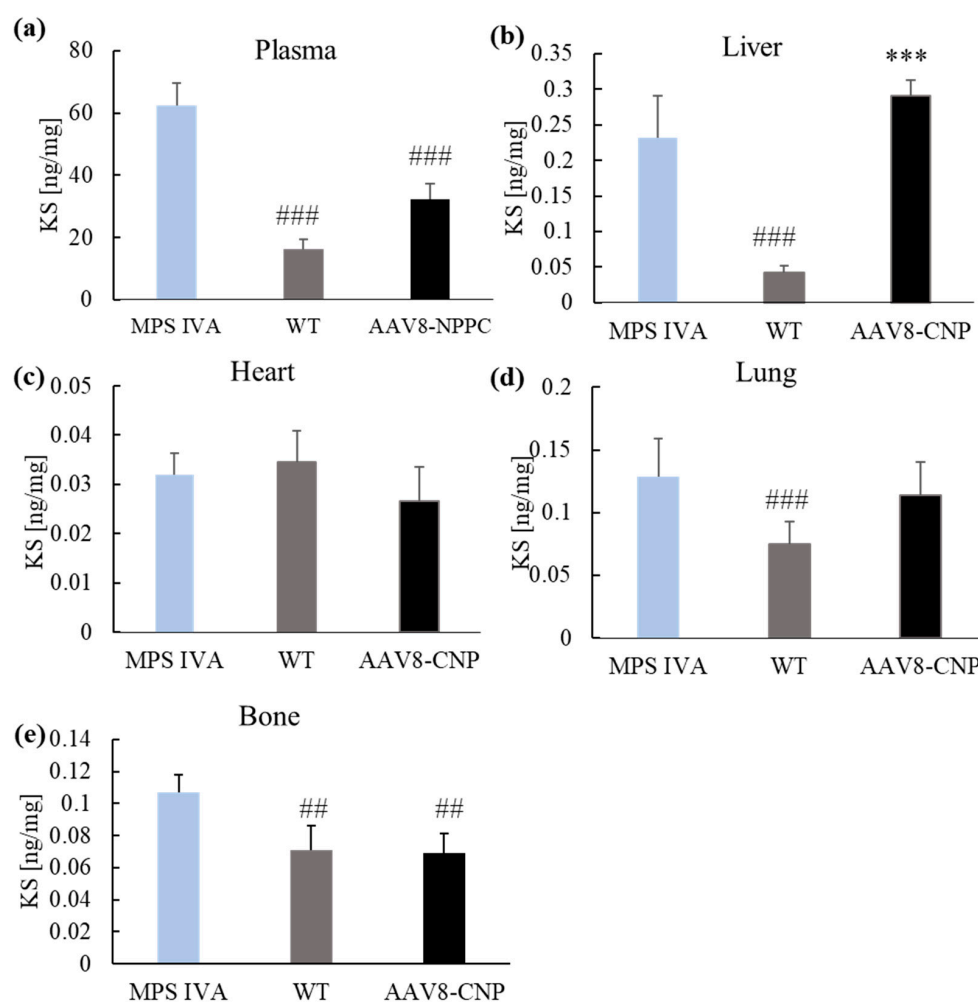 (a)
Plasma
KS [ng/mg]
80
60
40
20
0
###
###
MPS IVA WT AAV8-NPPC
(b)
Liver
KS [ng/mg]
0.35
0.3
0.25
0.2
0.15
0.1
0.05
0
###
***
MPS IVA WT AAV8-CNP
(c)
Heart
KS [ng/mg]
0.05
0.04
0.03
0.02
0.01
0
MPS IVA WT AAV8-CNP
(d)
Lung
KS [ng/mg]
0.2
0.15
0.1
0.05
0
###
MPS IVA WT AAV8-CNP
(e)
Bone
KS [ng/mg]
0.14
0.12
0.1
0.08
0.06
0.04
0.02
0
##
##
MPS IVA WT AAV8-CNP